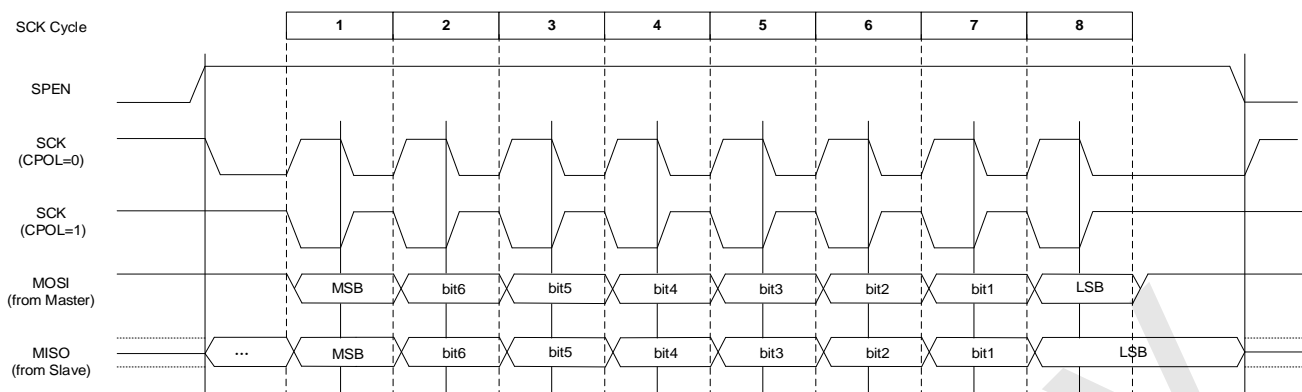 SCK Cycle 1 2 3 4 5 6 7 8
SPEN
SCK
(CPOL=0)
SCK
(CPOL=1)
MOSI
(from Master)
MSB bit6 bit5 bit4 bit3 bit2 bit1 LSB
MISO
(from Slave)
... MSB bit6 bit5 bit4 bit3 bit2 bit1 LSB